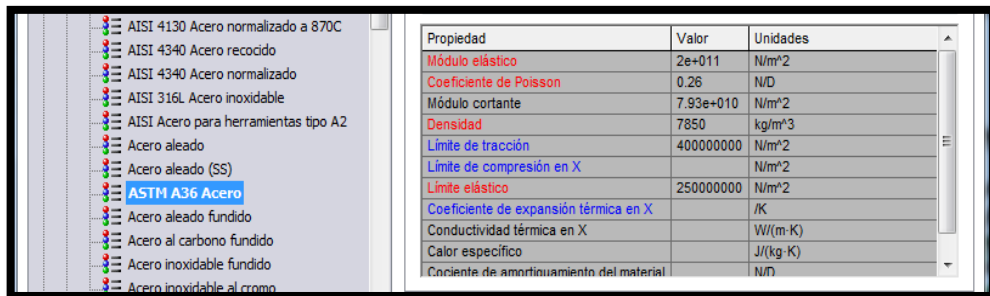 AISI 4130 Acero normalizado a 870C
AISI 4340 Acero recocido
AISI 4340 Acero normalizado
AISI 316L Acero inoxidable
AISI Acero para herramientas tipo A2
Acero aleado
Acero aleado (SS)
ASTM A36 Acero
Acero aleado fundido
Acero al carbono fundido
Acero inoxidable fundido
Acero inoxidable al cromo
Propiedad Valor Unidades
Módulo elástico 2e+011 N/m^2
Coeficiente de Poisson 0.26 N/D
Módulo cortante 7.93e+010 N/m^2
Densidad 7850 kg/m^3
Límite de tracción 400000000 N/m^2
Límite de compresión en X N/m^2
Límite elástico 250000000 N/m^2
Coeficiente de expansión térmica en X /K
Conductividad térmica en X W/(m·K)
Calor específico J/(kg·K)
Cociente de amortiguamiento del material N/D